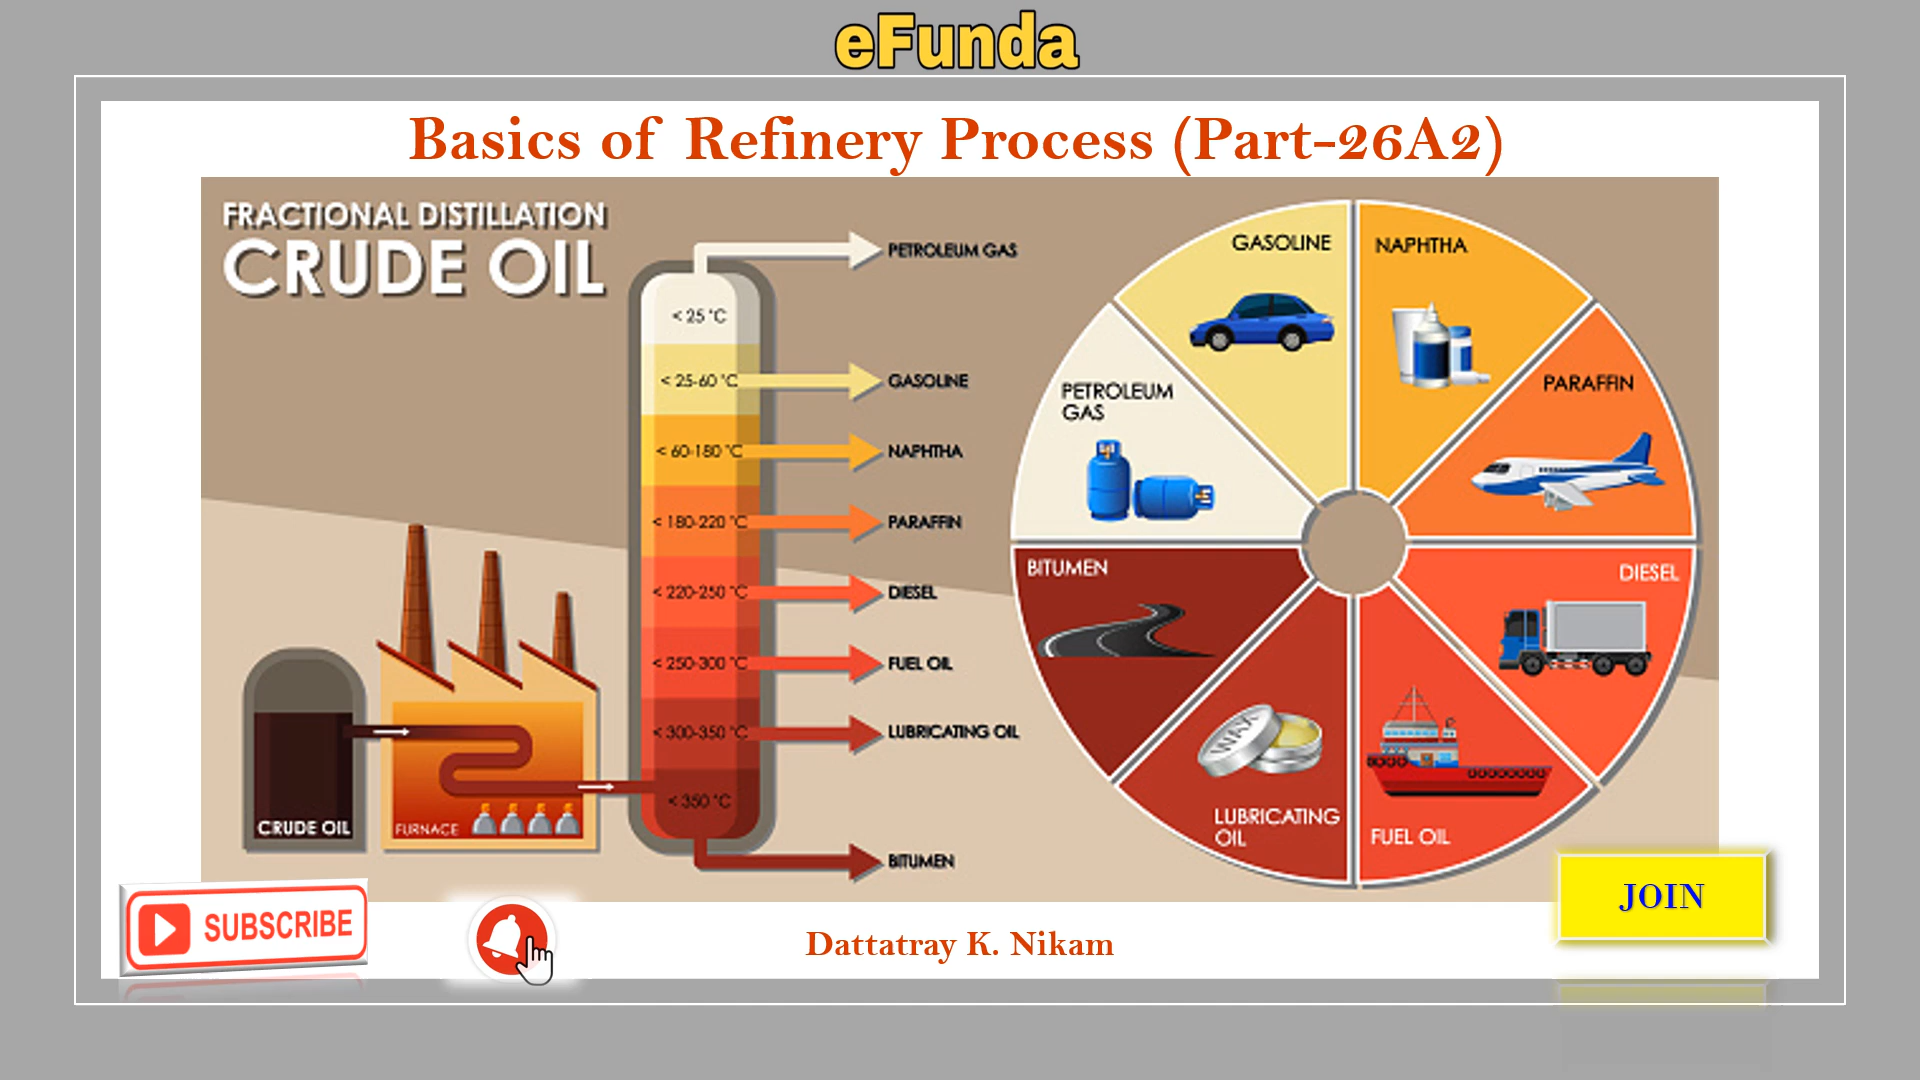 eFunda
Basics of Refinery Process (Part-26A2)
FRACTIONAL DISTILLATION
CRUDE OIL
PETROLEUM GAS
< 25 °C
< 25-60 °C
GASOLINE
< 60-180 °C
NAPHTHA
< 180-220 °C
PARAFFIN
< 220-250 °C
DIESEL
< 250-300 °C
FUEL OIL
< 300-350 °C
LUBRICATING OIL
< 350 °C
BITUMEN
CRUDE OIL
FURNACE
GASOLINE
NAPHTHA
PETROLEUM
GAS
PARAFFIN
BITUMEN
DIESEL
WAX
LUBRICATING
OIL
FUEL OIL
SUBSCRIBE
Dattatray K. Nikam
JOIN